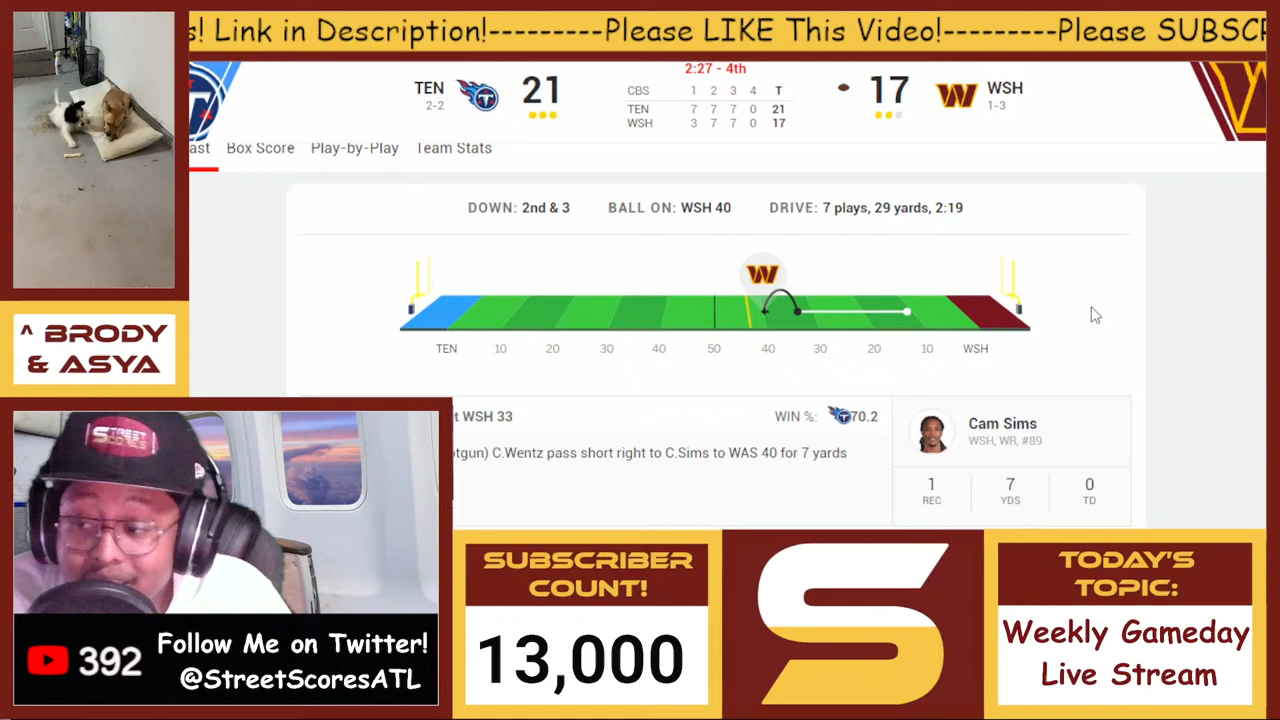 s! Link in Description!---------Please LIKE This Video!---------Please SUBSCR
TEN
2-2
21
2:27 - 4th
CBS 1 2 3 4 T
TEN 7 7 7 0 21
WSH 3 7 7 0 17
17
WSH
1-3
ast Box Score Play-by-Play Team Stats
DOWN: 2nd & 3 BALL ON: WSH 40 DRIVE: 7 plays, 29 yards, 2:19
TEN 10 20 30 40 50 40 30 20 10 WSH
^ BRODY
& ASYA
t WSH 33 WIN %: 70.2
otgun) C.Wentz pass short right to C.Sims to WAS 40 for 7 yards
Cam Sims
WSH, WR, #89
1 7 0
REC YDS TD
STREET
SCORES
392
Follow Me on Twitter!
@StreetScoresATL
SUBSCRIBER
COUNT!
13,000
S
TODAY'S
TOPIC:
Weekly Gameday
Live Stream